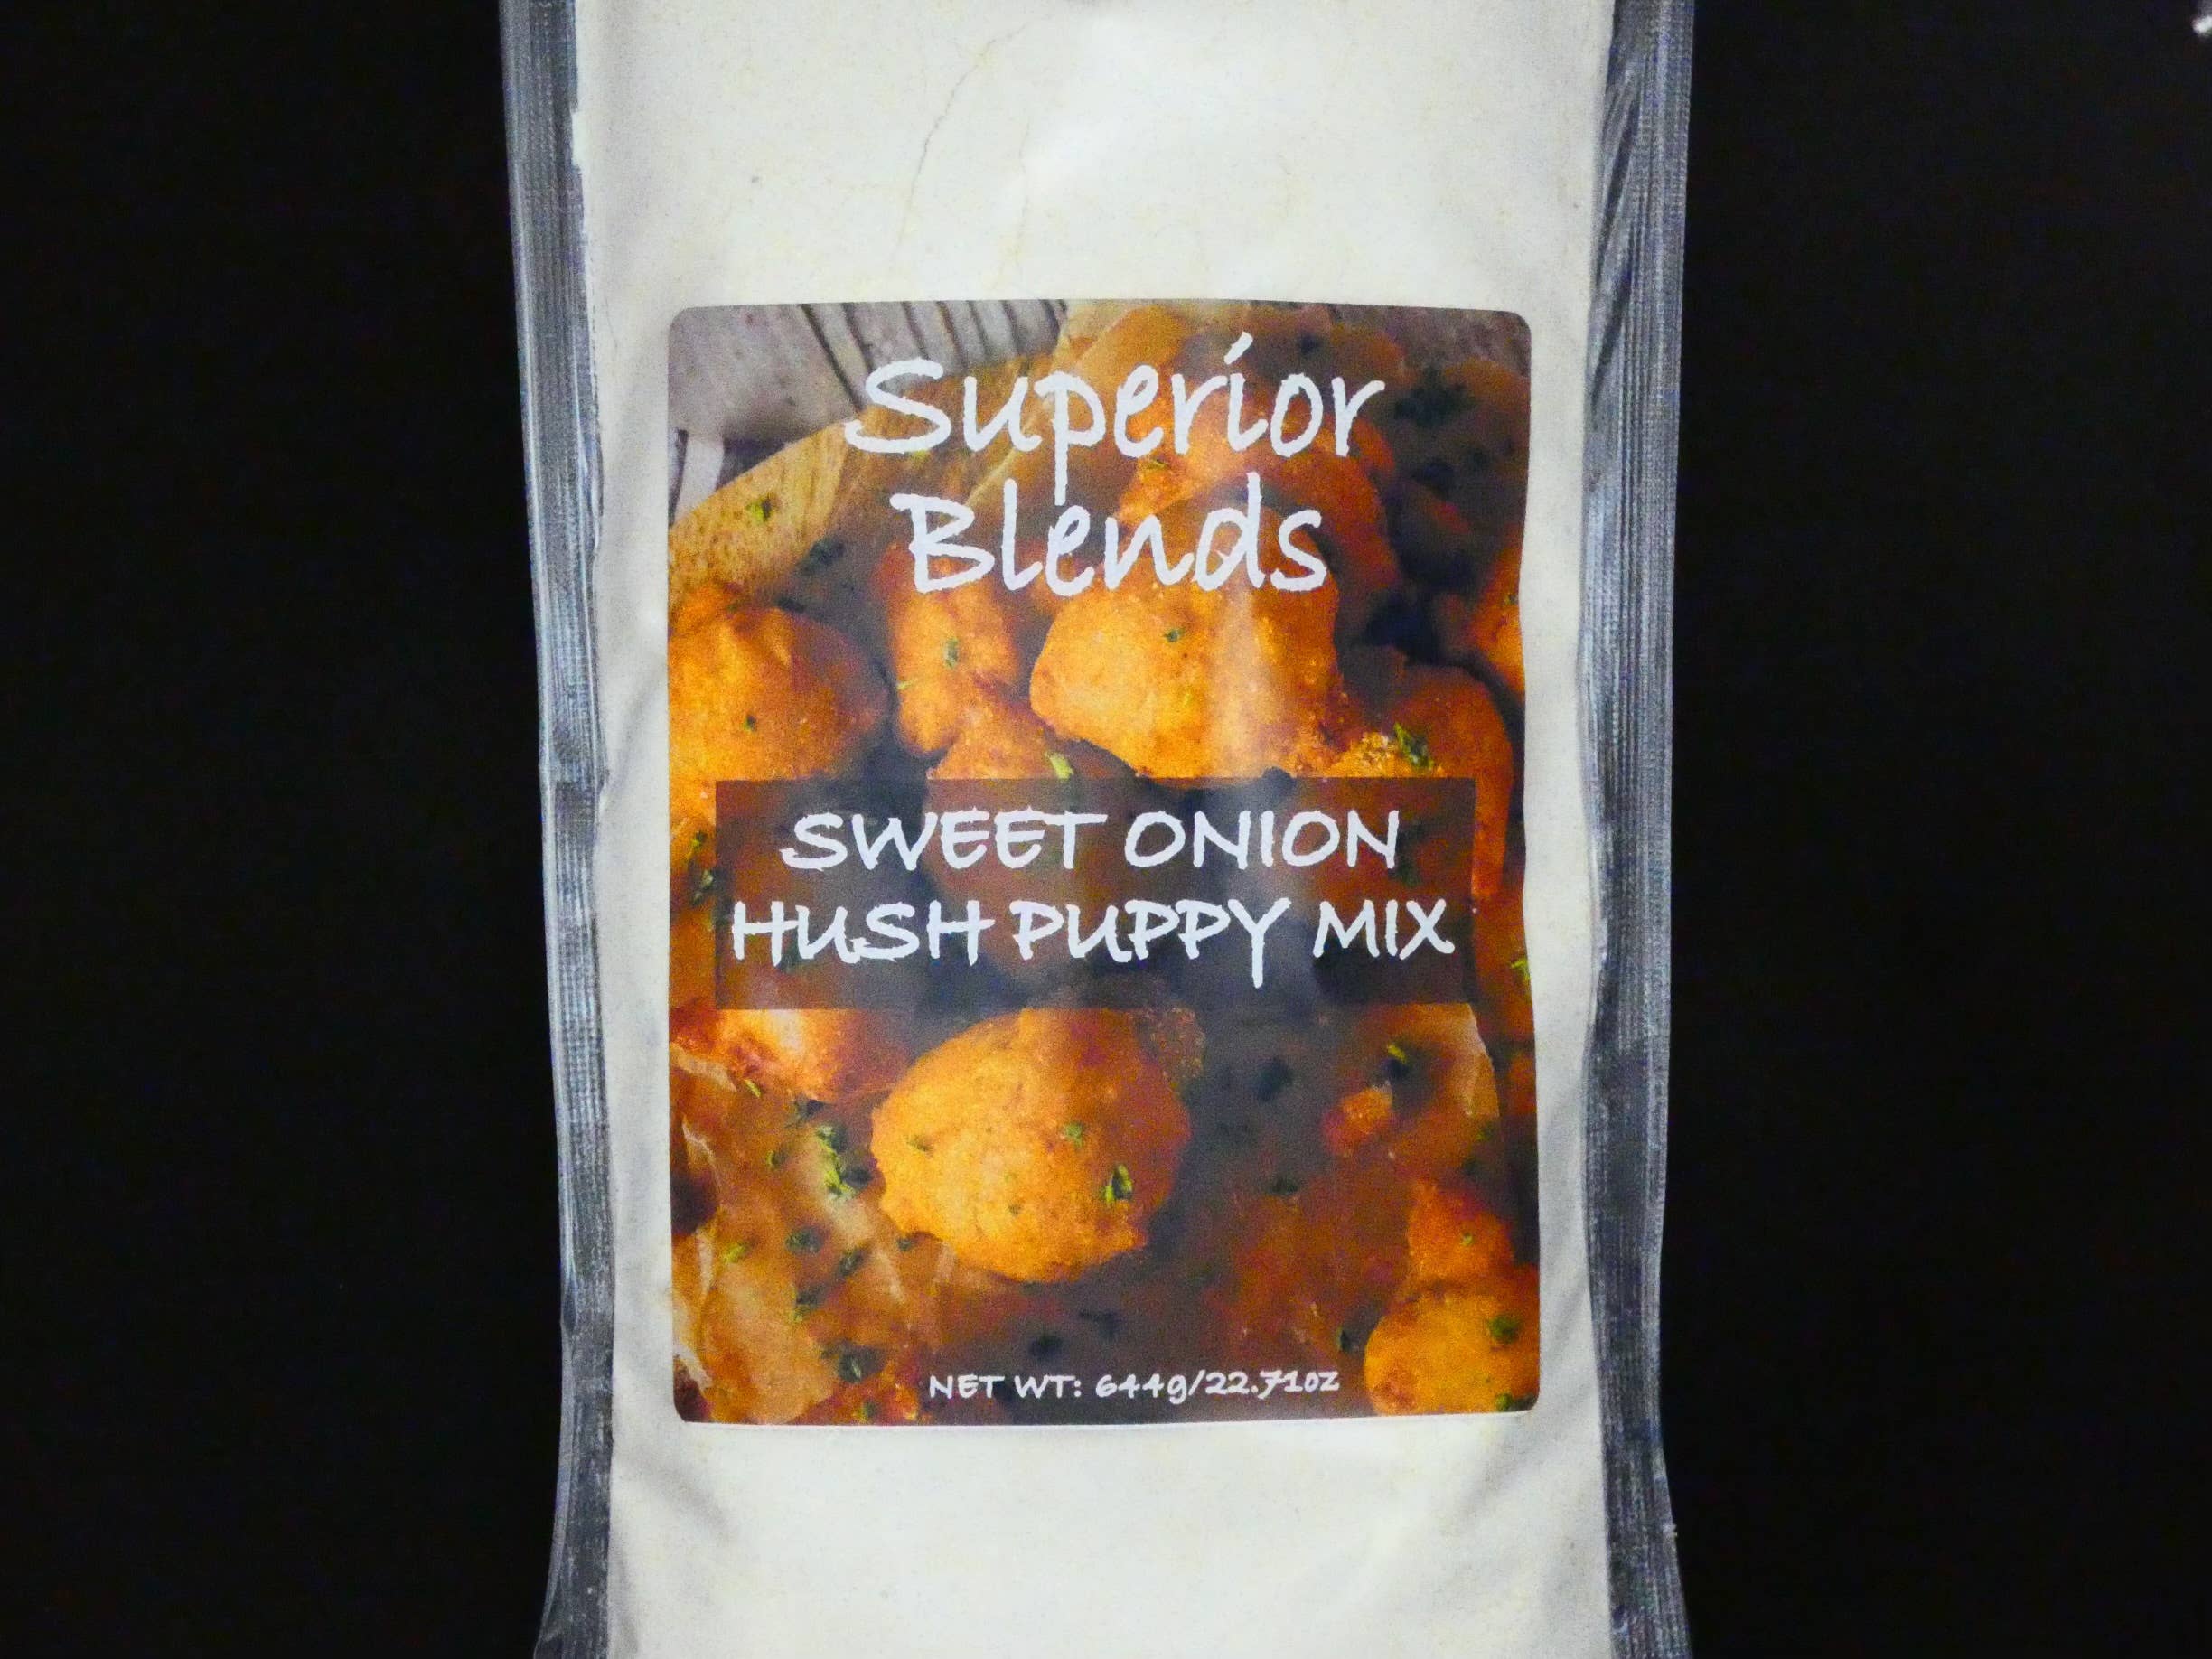 Superior
Blends
SWEET ONION
HUSH PUPPY MIX
NET WT: 644g/22.71oz